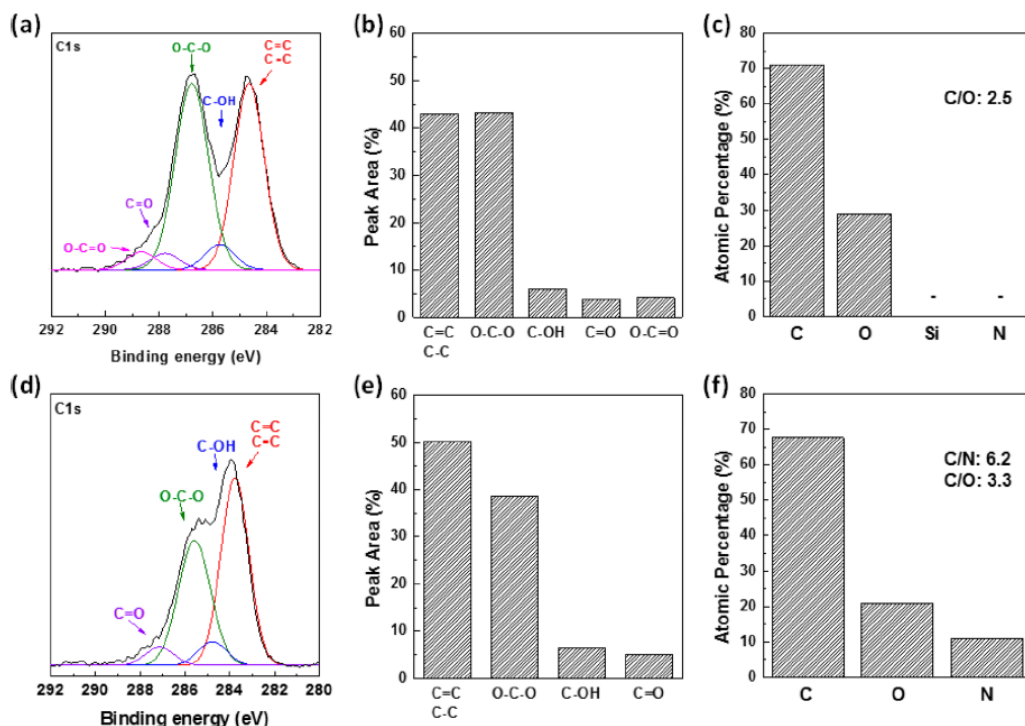 (a)
C1s
O-C-O
C=C
C-C
C-OH
C=O
O-C=O
292 290 288 286 284 282
Binding energy (eV)
(b)
Peak Area (%)
60
50
40
30
20
10
0
C=C O-C-O C-OH C=O O-C=O
C-C
(c)
Atomic Percentage (%)
80
70
60
50
40
30
20
10
0
C/O: 2.5
- -
C O Si N
(d)
C1s
C=C
C-C
C-OH
O-C-O
C=O
292 290 288 286 284 282 280
Binding energy (eV)
(e)
Peak Area (%)
60
50
40
30
20
10
0
C=C O-C-O C-OH C=O
C-C
(f)
Atomic Percentage (%)
80
70
60
50
40
30
20
10
0
C/N: 6.2
C/O: 3.3
C O N